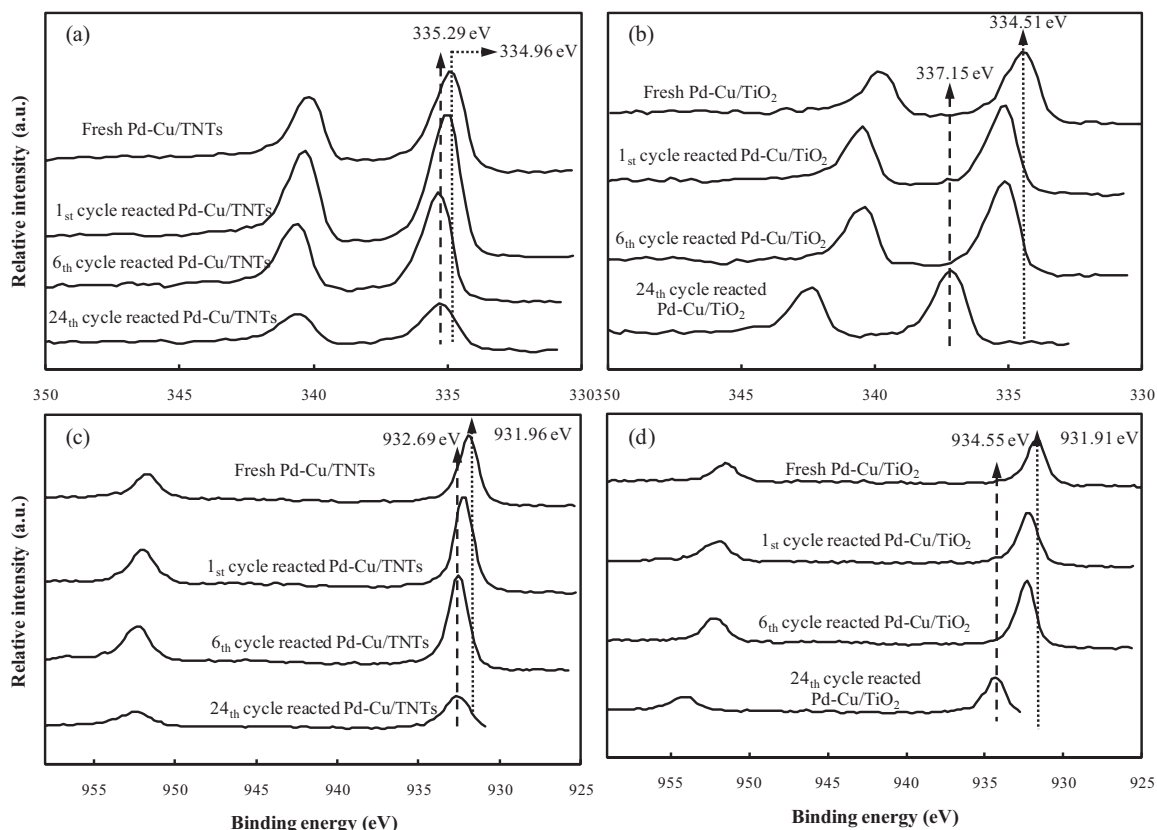 (a)
335.29 eV
334.96 eV
Fresh Pd-Cu/TNTs
1st cycle reacted Pd-Cu/TNTs
6th cycle reacted Pd-Cu/TNTs
24th cycle reacted Pd-Cu/TNTs
Relative intensity (a.u.)
350 345 340 335 330
(b)
334.51 eV
337.15 eV
Fresh Pd-Cu/TiO2
1st cycle reacted Pd-Cu/TiO2
6th cycle reacted Pd-Cu/TiO2
24th cycle reacted
Pd-Cu/TiO2
350 345 340 335 330
(c)
932.69 eV
931.96 eV
Fresh Pd-Cu/TNTs
1st cycle reacted Pd-Cu/TNTs
6th cycle reacted Pd-Cu/TNTs
24th cycle reacted Pd-Cu/TNTs
Relative intensity (a.u.)
955 950 945 940 935 930 925
Binding energy (eV)
(d)
934.55 eV
931.91 eV
Fresh Pd-Cu/TiO2
1st cycle reacted Pd-Cu/TiO2
6th cycle reacted Pd-Cu/TiO2
24th cycle reacted
Pd-Cu/TiO2
955 950 945 940 935 930 925
Binding energy (eV)